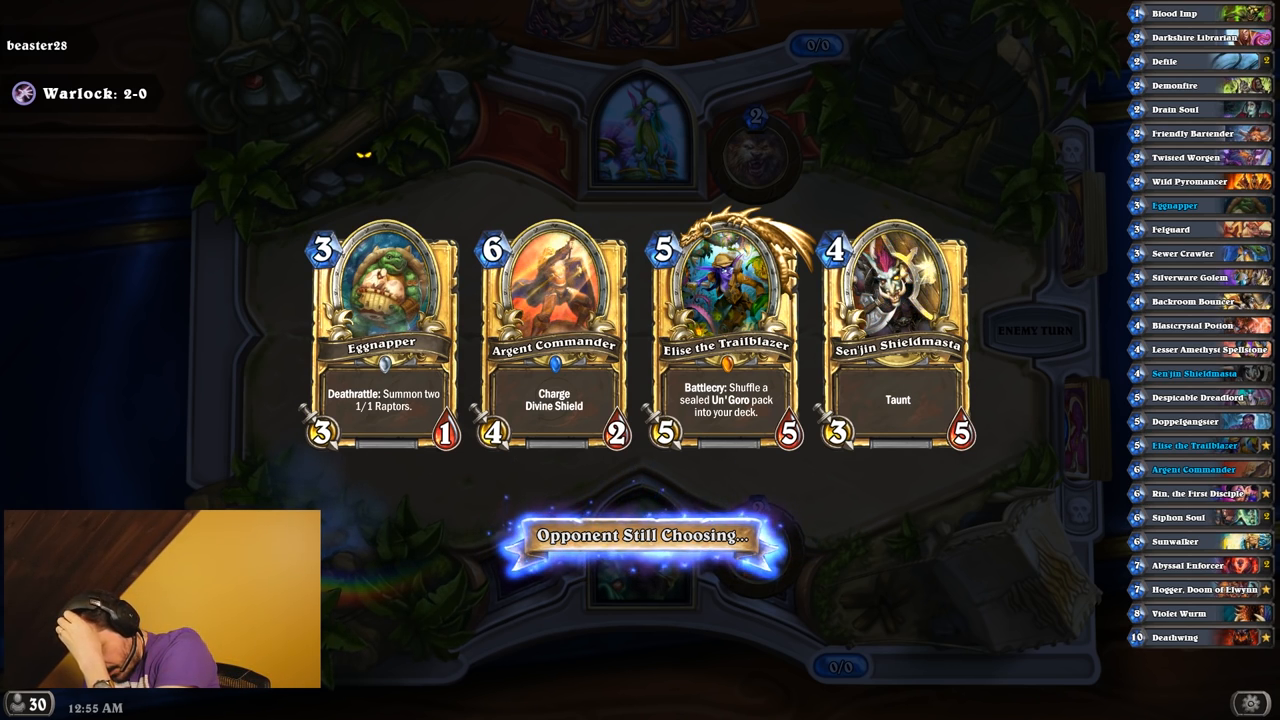 beaster28
Warlock: 2-0
0/0
2
ENEMY TURN
3
Eggnapper
Deathrattle: Summon two
1/1 Raptors.
3
1
6
Argent Commander
Charge
Divine Shield
4
2
5
Elise the Trailblazer
Battlecry: Shuffle a
sealed Un'Goro pack
into your deck.
5
5
4
Sen'jin Shieldmasta
Taunt
3
5
Opponent Still Choosing...
0/0
30
12:55 AM
1 Blood Imp
2 Darkshire Librarian
2 Defile 2
2 Demonfire
2 Drain Soul
2 Friendly Bartender
2 Twisted Worgen
2 Wild Pyromancer
3 Eggnapper
3 Felguard
3 Sewer Crawler
3 Silverware Golem
4 Backroom Bouncer
4 Blastcrystal Potion
4 Lesser Amethyst Spellstone
4 Sen'jin Shieldmasta
5 Despicable Dreadlord
5 Doppelgangster
5 Elise the Trailblazer
6 Argent Commander
6 Rin, the First Disciple
6 Siphon Soul 2
6 Sunwalker
7 Abyssal Enforcer 2
7 Hogger, Doom of Elwynn
8 Violet Wurm
10 Deathwing